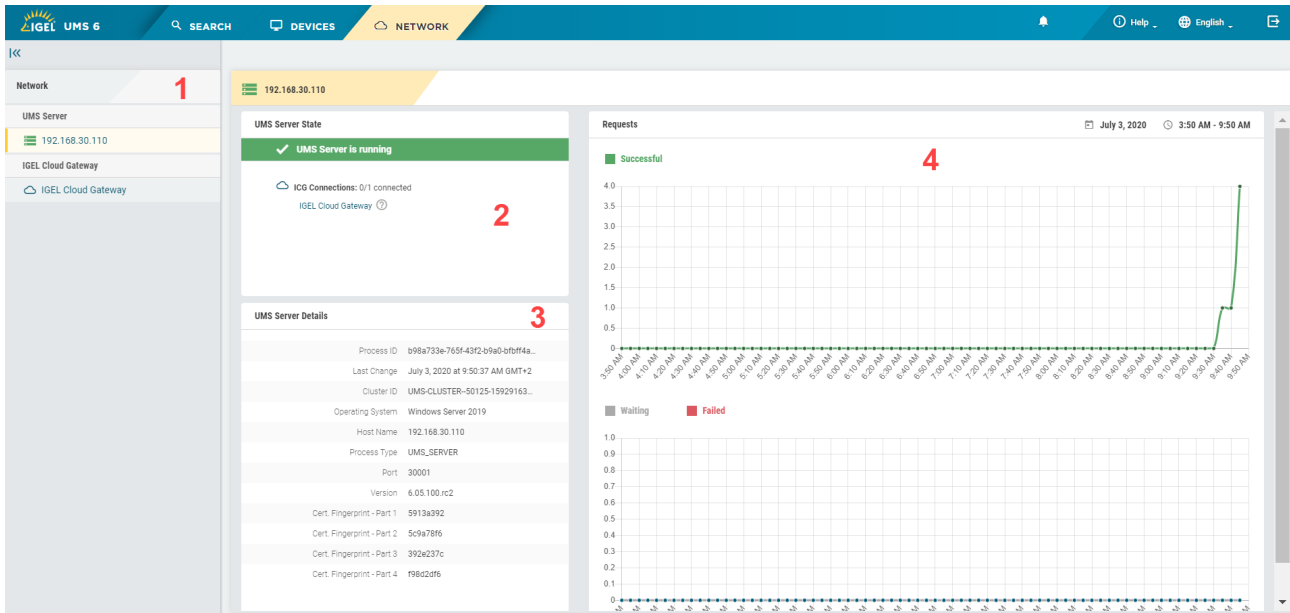 IGEL UMS 6
SEARCH
DEVICES
NETWORK
Help
English
Network
1
UMS Server
192.168.30.110
IGEL Cloud Gateway
IGEL Cloud Gateway
192.168.30.110
UMS Server State
UMS Server is running
ICG Connections: 0/1 connected
IGEL Cloud Gateway ?
2
UMS Server Details
3
Process ID b98a733e-765f-43f2-b9a0-bfbff4a...
Last Change July 3, 2020 at 9:50:37 AM GMT+2
Cluster ID UMS-CLUSTER--50125-15929163...
Operating System Windows Server 2019
Host Name 192.168.30.110
Process Type UMS_SERVER
Port 30001
Version 6.05.100.rc2
Cert. Fingerprint - Part 1 5913a392
Cert. Fingerprint - Part 2 5c9a78f6
Cert. Fingerprint - Part 3 392e237c
Cert. Fingerprint - Part 4 f98d2df6
Requests July 3, 2020 3:50 AM - 9:50 AM
Successful
4
4.0
3.5
3.0
2.5
2.0
1.5
1.0
0.5
0
3:50 AM 4:00 AM 4:10 AM 4:20 AM 4:30 AM 4:40 AM 4:50 AM 5:00 AM 5:10 AM 5:20 AM 5:30 AM 5:40 AM 5:50 AM 6:00 AM 6:10 AM 6:20 AM 6:30 AM 6:40 AM 6:50 AM 7:00 AM 7:10 AM 7:20 AM 7:30 AM 7:40 AM 7:50 AM 8:00 AM 8:10 AM 8:20 AM 8:30 AM 8:40 AM 8:50 AM 9:00 AM 9:10 AM 9:20 AM 9:30 AM 9:40 AM 9:50 AM
Waiting Failed
1.0
0.9
0.8
0.7
0.6
0.5
0.4
0.3
0.2
0.1
0